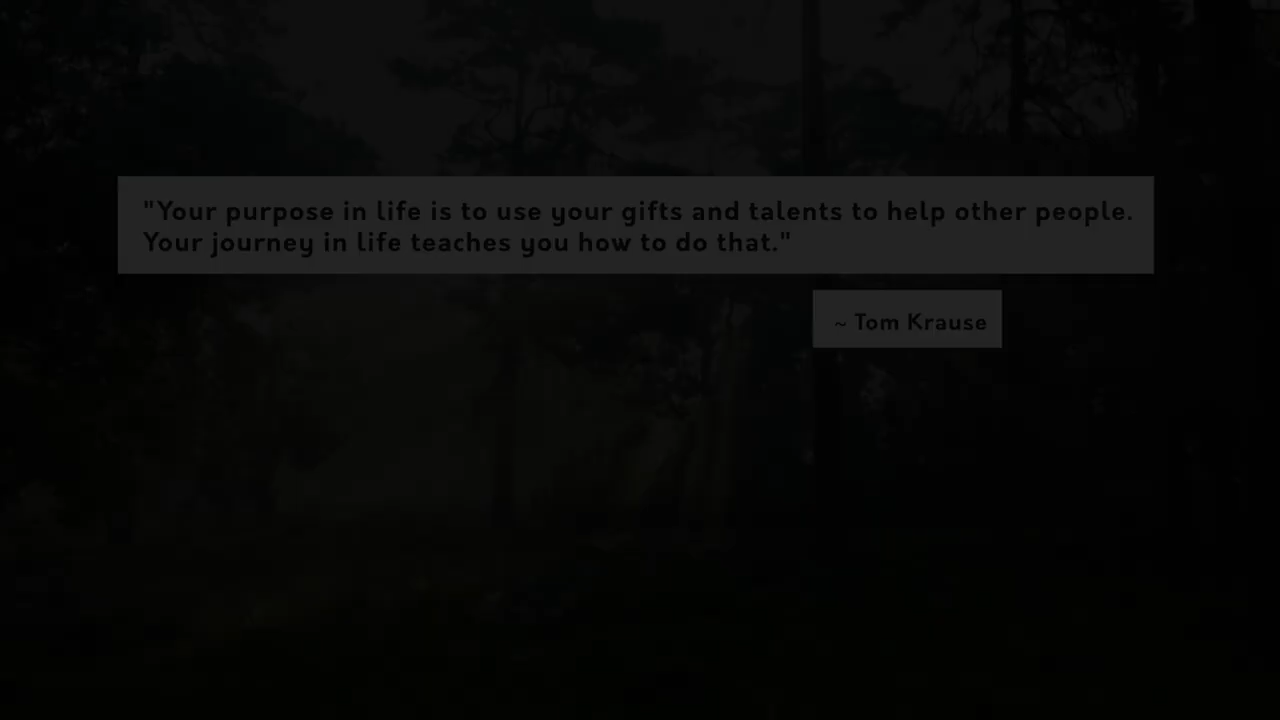 "Your purpose in life is to use your gifts and talents to help other people.
Your journey in life teaches you how to do that."
~ Tom Krause